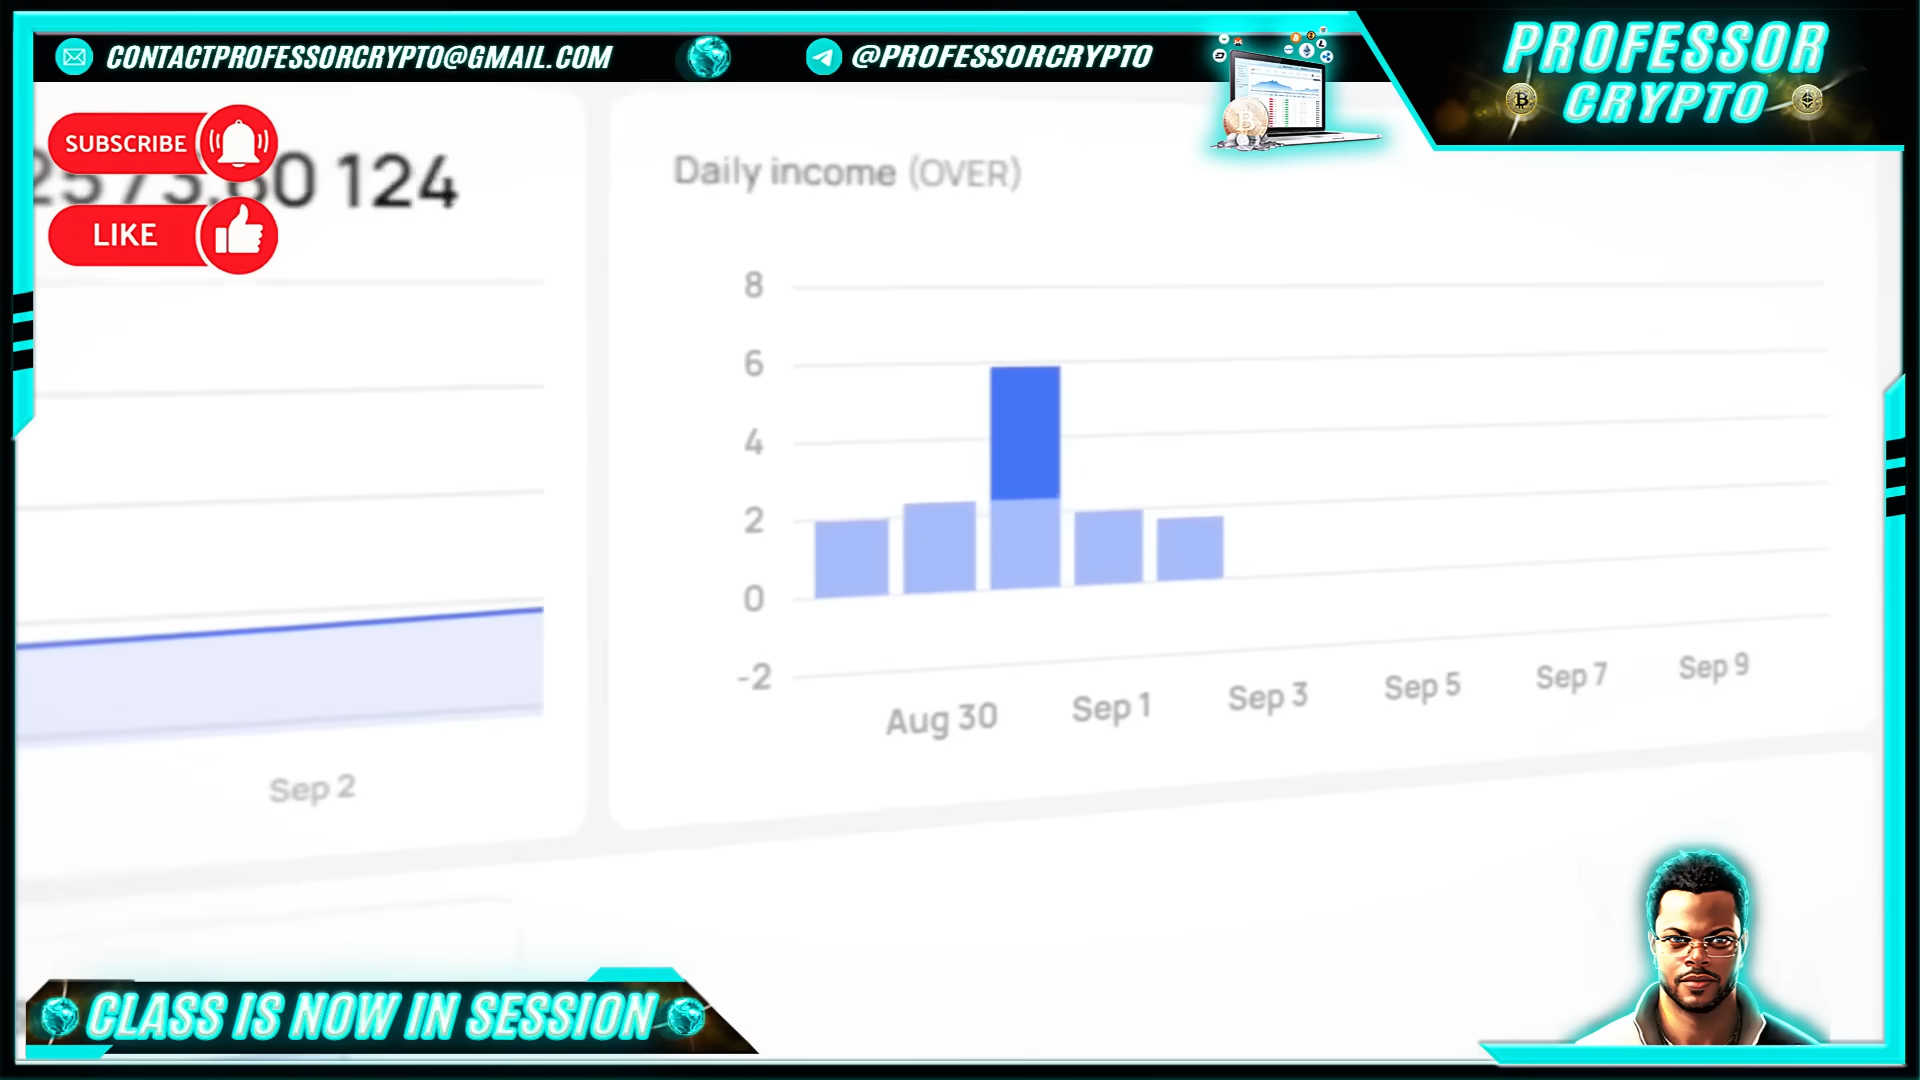 CONTACTPROFESSORCRYPTO@GMAIL.COM
@PROFESSORCRYPTO
PROFESSOR
CRYPTO
SUBSCRIBE
124
LIKE
Daily income (OVER)
8
6
4
2
0
-2
Aug 30
Sep 1
Sep 3
Sep 5
Sep 7
Sep 9
Sep 2
CLASS IS NOW IN SESSION